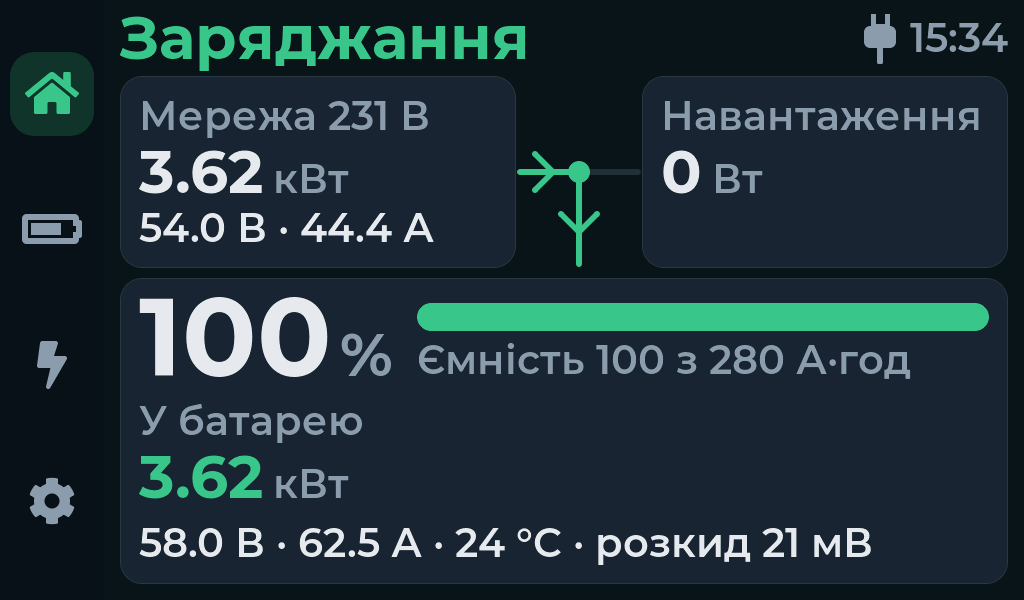 Заряджання
15:34
Мережа 231 В
3.62 кВт
54.0 В · 44.4 А
Навантаження
0 Вт
100 %
Ємність 100 з 280 А·год
У батарею
3.62 кВт
58.0 В · 62.5 А · 24 °C · розкид 21 мВ